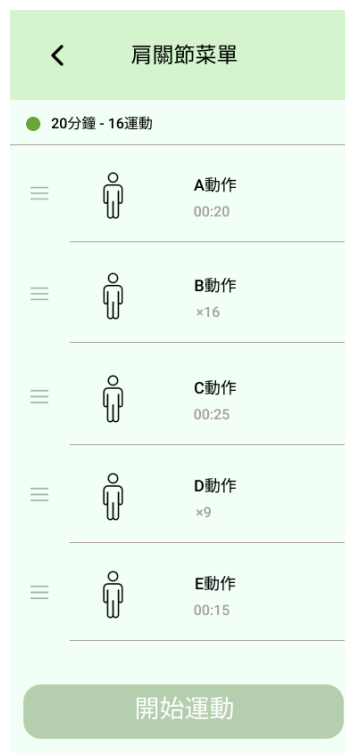 肩關節菜單
20分鐘 - 16運動
A動作
00:20
B動作
×16
C動作
00:25
D動作
×9
E動作
00:15
開始運動